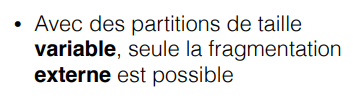 • Avec des partitions de taille
variable, seule la fragmentation
externe est possible